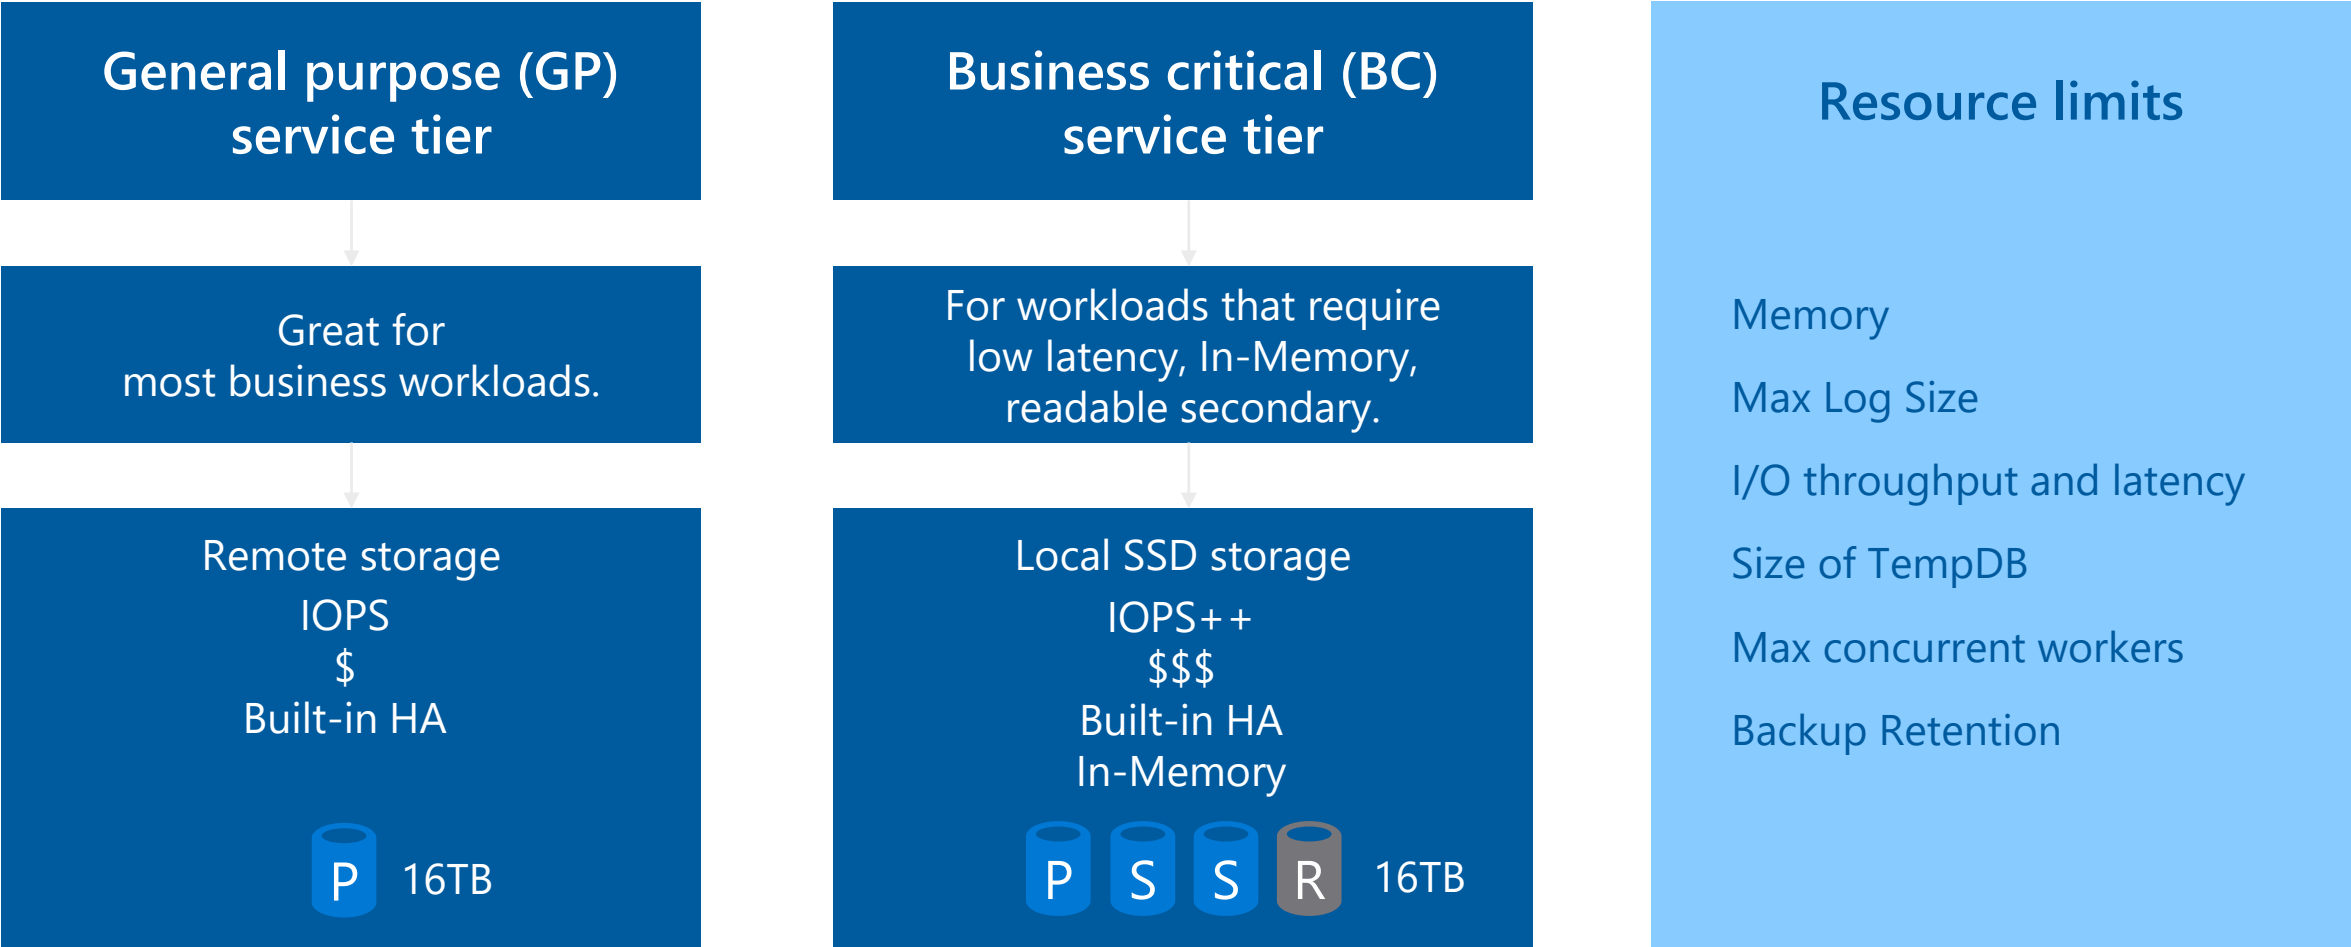 General purpose (GP)
service tier
Great for
most business workloads.
Remote storage
IOPS
$
Built-in HA
P 16TB
Business critical (BC)
service tier
For workloads that require
low latency, In-Memory,
readable secondary.
Local SSD storage
IOPS++
$$$
Built-in HA
In-Memory
P S S R 16TB
Resource limits
Memory
Max Log Size
I/O throughput and latency
Size of TempDB
Max concurrent workers
Backup Retention